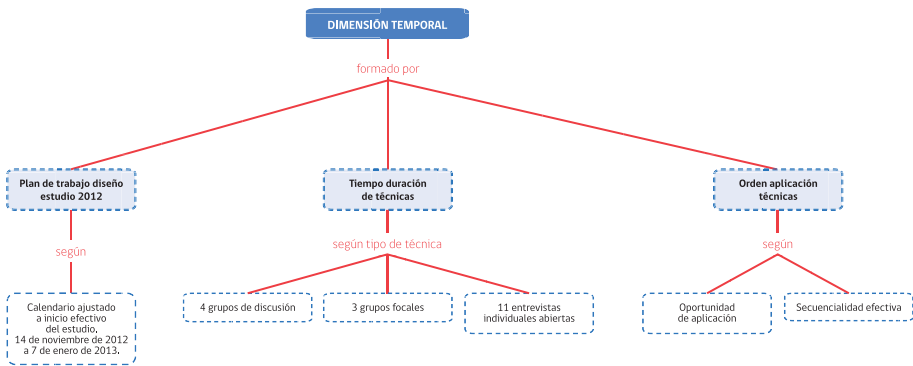 DIMENSIÓN TEMPORAL
formado por
Plan de trabajo diseño
estudio 2012
Tiempo duración
de técnicas
Orden aplicación
técnicas
según
según tipo de técnica
según
Calendario ajustado
a inicio efectivo
del estudio.
14 de noviembre de 2012
a 7 de enero de 2013.
4 grupos de discusión
3 grupos focales
11 entrevistas
individuales abiertas
Oportunidad
de aplicación
Secuencialidad efectiva